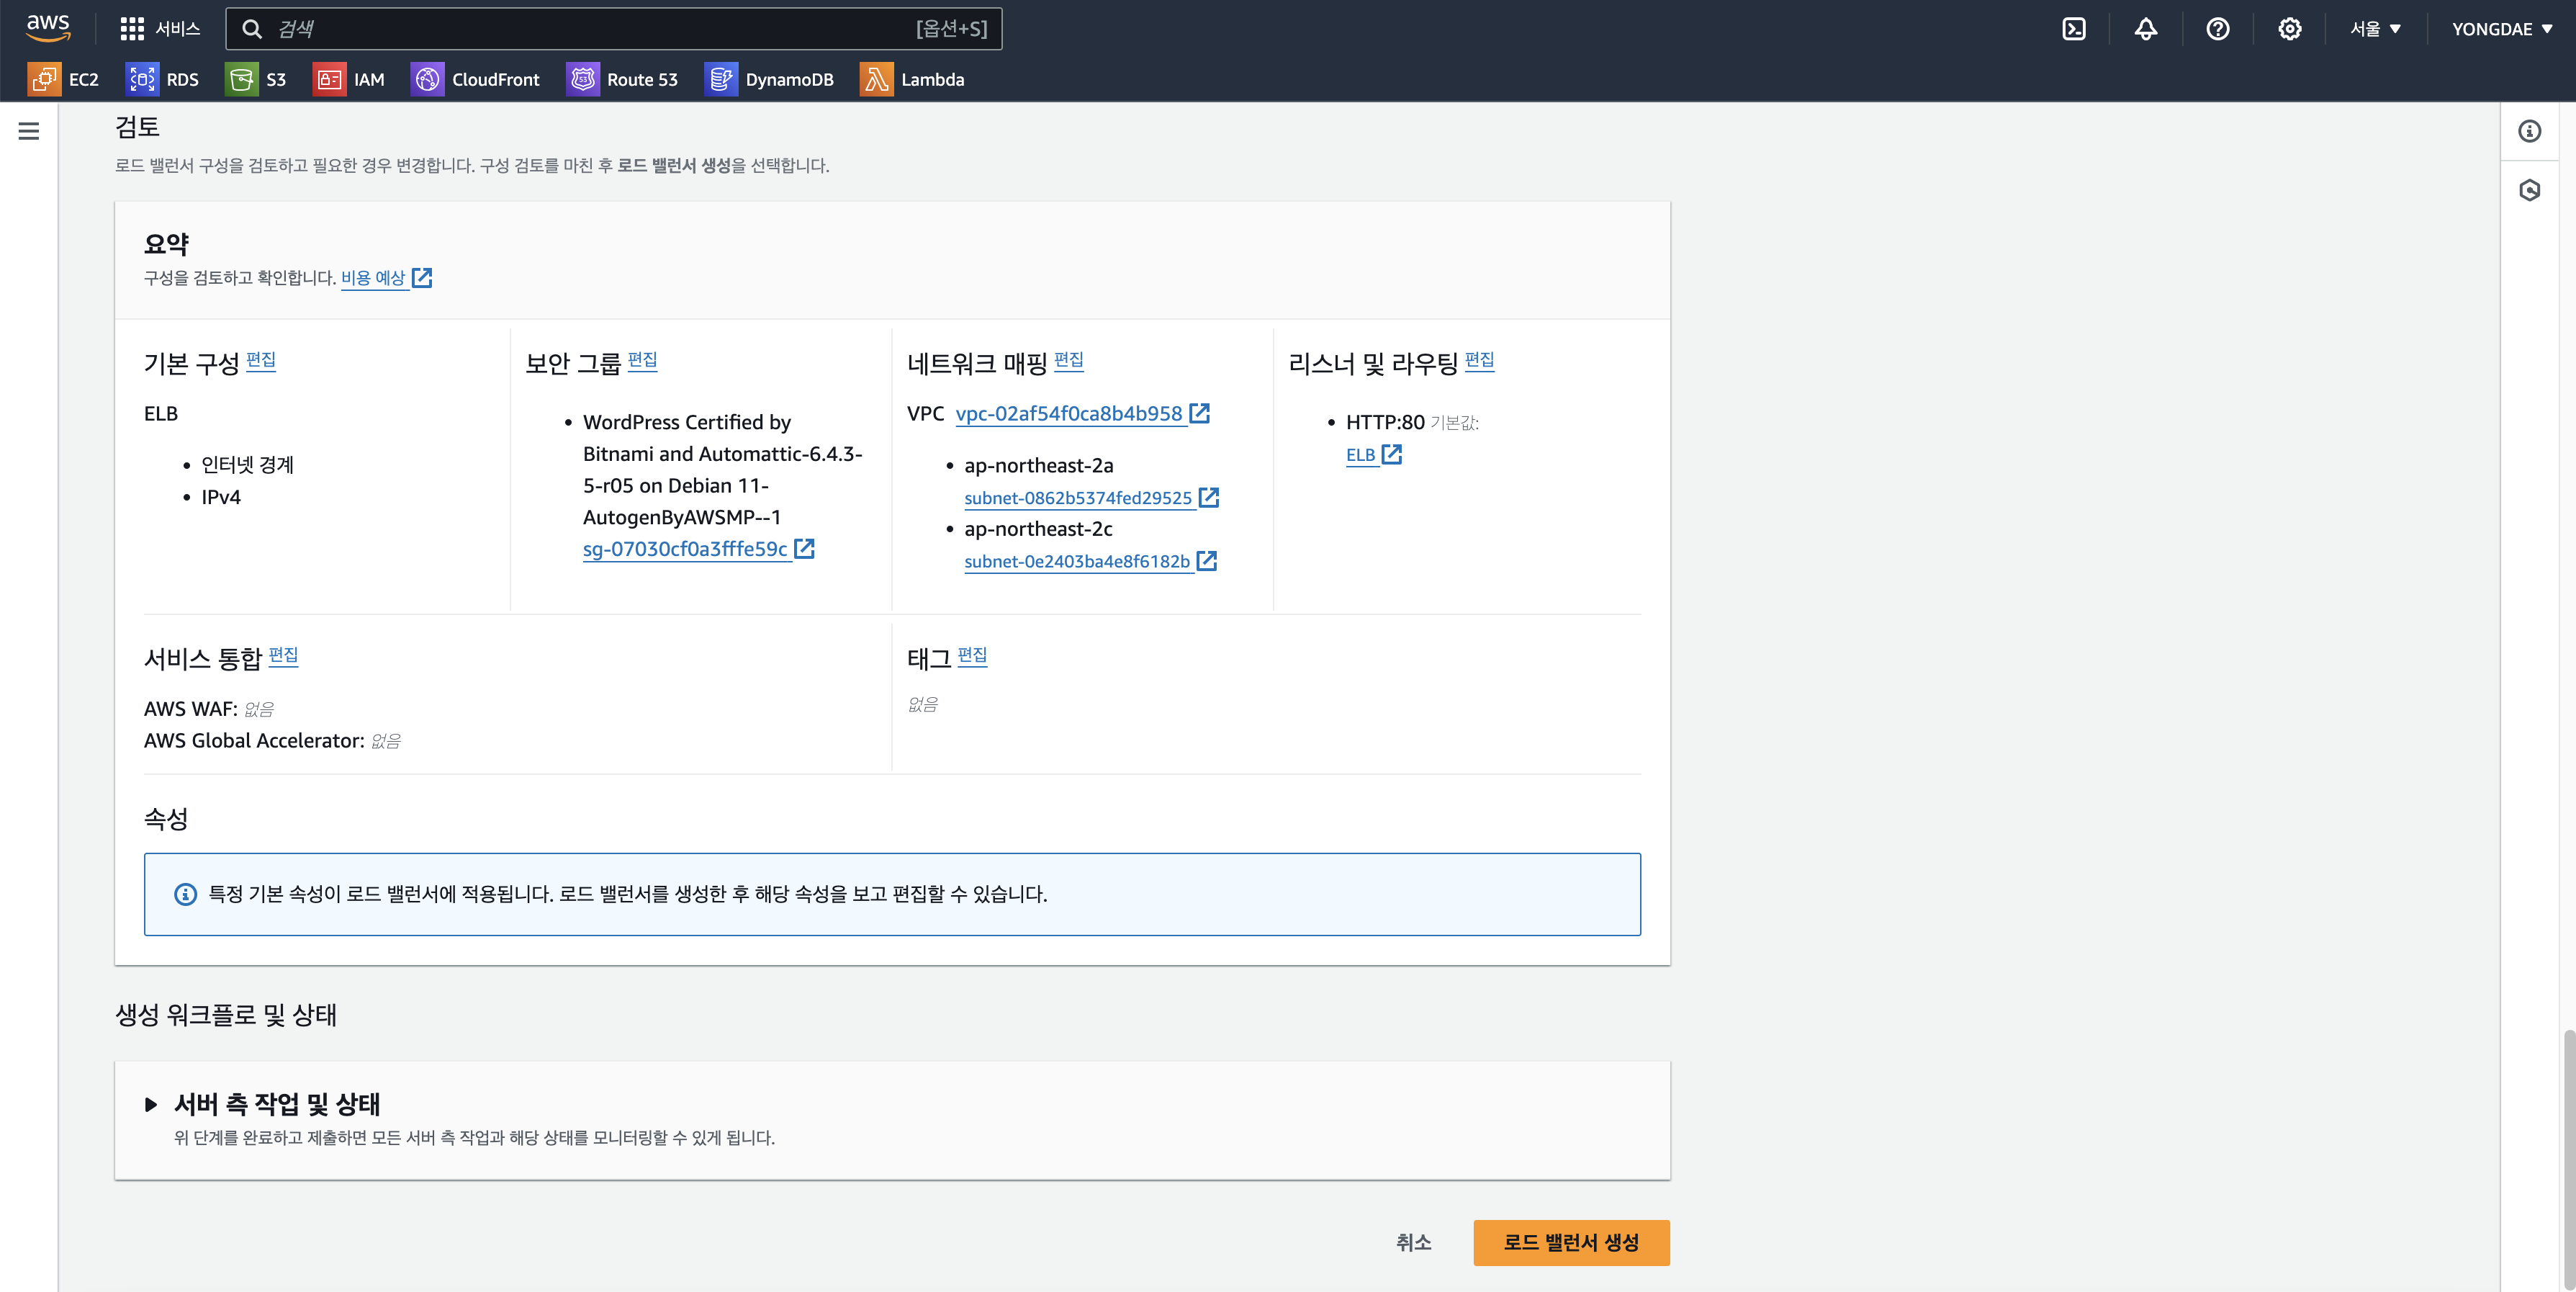 aws
서비스
검색
[옵션+S]
서울 ▼
YONGDAE ▼
EC2
RDS
S3
IAM
CloudFront
Route 53
DynamoDB
Lambda
검토
로드 밸런서 구성을 검토하고 필요한 경우 변경합니다. 구성 검토를 마친 후 로드 밸런서 생성을 선택합니다.
요약
구성을 검토하고 확인합니다. 비용 예상
기본 구성 편집
ELB
• 인터넷 경계
• IPv4
보안 그룹 편집
• WordPress Certified by
Bitnami and Automattic-6.4.3-
5-r05 on Debian 11-
AutogenByAWSMP--1
sg-07030cf0a3fffe59c
네트워크 매핑 편집
VPC vpc-02af54f0ca8b4b958
• ap-northeast-2a
subnet-0862b5374fed29525
• ap-northeast-2c
subnet-0e2403ba4e8f6182b
리스너 및 라우팅 편집
• HTTP:80 기본값:
ELB
서비스 통합 편집
AWS WAF: 없음
AWS Global Accelerator: 없음
태그 편집
없음
속성
특정 기본 속성이 로드 밸런서에 적용됩니다. 로드 밸런서를 생성한 후 해당 속성을 보고 편집할 수 있습니다.
생성 워크플로 및 상태
서버 측 작업 및 상태
위 단계를 완료하고 제출하면 모든 서버 측 작업과 해당 상태를 모니터링할 수 있게 됩니다.
취소
로드 밸런서 생성